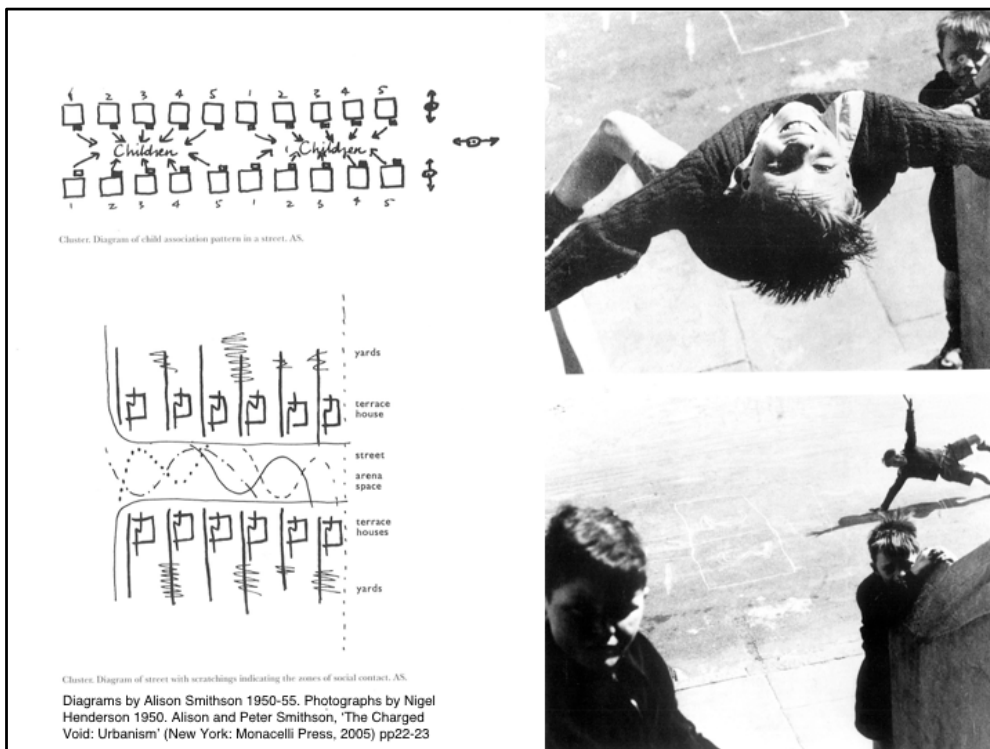 1 2 3 4 5 1 2 3 4 5
Children Children
1 2 3 4 5 1 2 3 4 5
Cluster. Diagram of child association pattern in a street. AS.
yards
terrace
house
street
arena
space
terrace
houses
yards
Cluster. Diagram of street with scratchings indicating the zones of social contact. AS.
Diagrams by Alison Smithson 1950-55. Photographs by Nigel
Henderson 1950. Alison and Peter Smithson, ‘The Charged
Void: Urbanism’ (New York: Monacelli Press, 2005) pp22-23